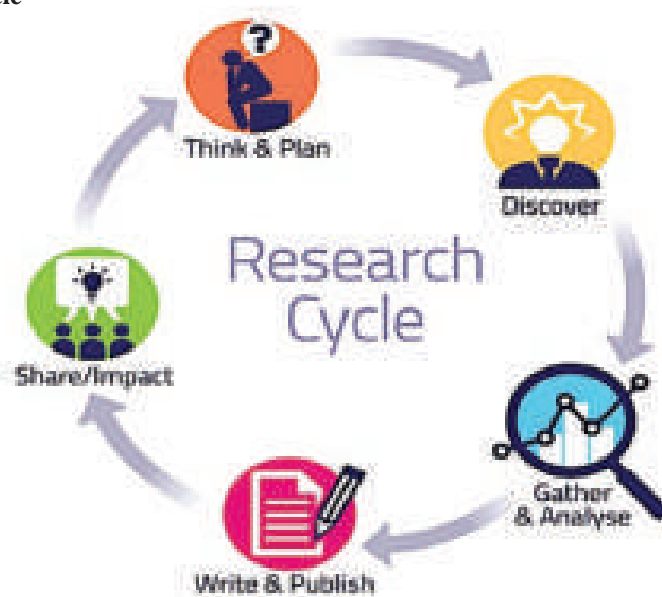 Think & Plan
Discover
Research
Cycle
Share/Impact
Gather
& Analyse
Write & Publish
?